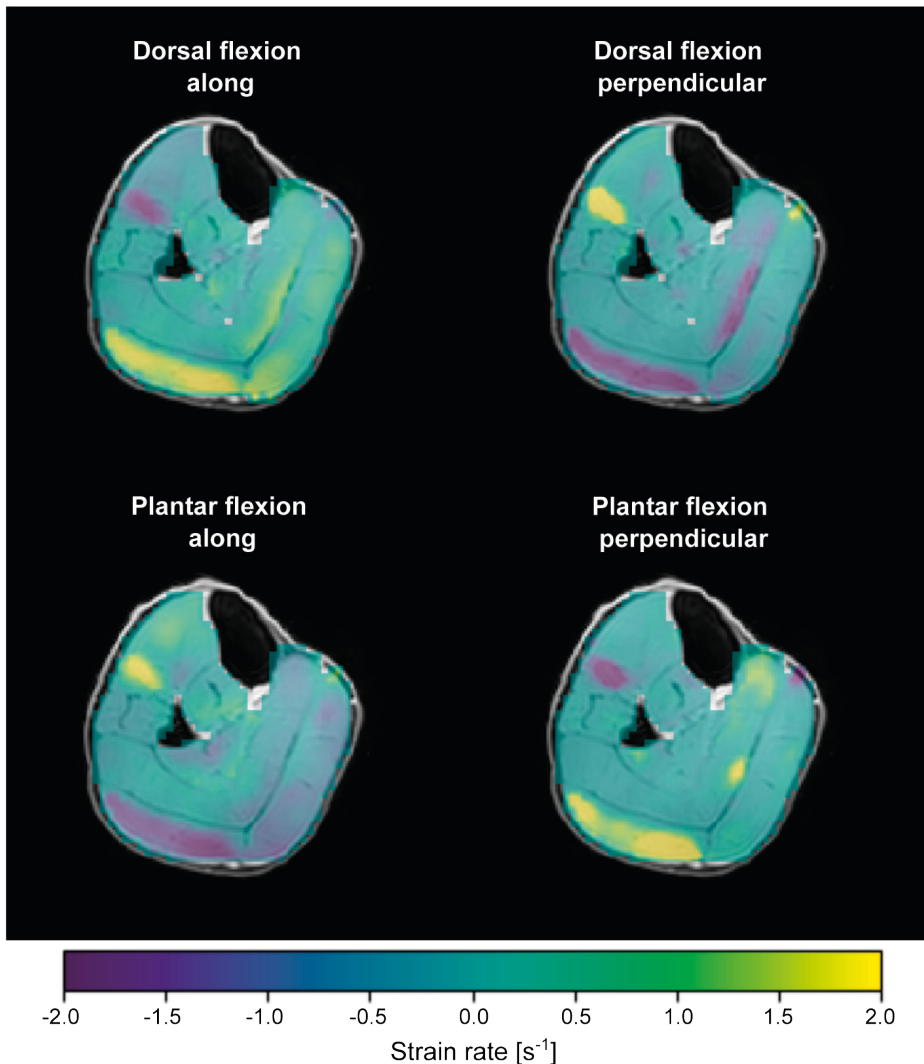 Dorsal flexion
along
Dorsal flexion
perpendicular
Plantar flexion
along
Plantar flexion
perpendicular
-2.0 -1.5 -1.0 -0.5 0.0 0.5 1.0 1.5 2.0
Strain rate [s⁻¹]